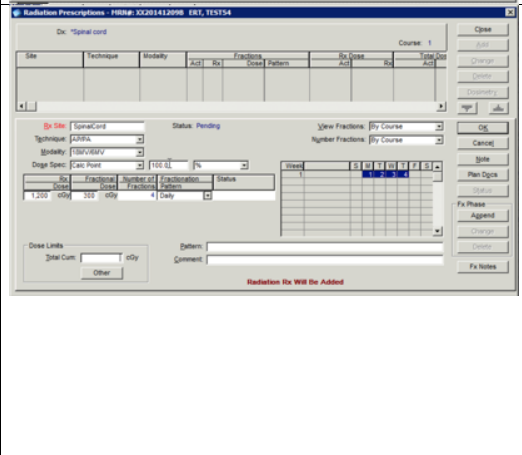 Radiation Prescriptions - MRN#: XX20141209B ERT, TEST54
Dx: *Spinal cord
Course: 1
Close
Add
Change
Delete
Dosimetry
Site Technique Modality Fractions Rx Dose Total Dos
Act Rx Dose Pattern Act Rx Act
Rx Site: SpinalCord Status: Pending View Fractions: By Course
Technique: AP/PA Number Fractions: By Course
Modality: 18MV/6MV
Dose Spec: Calc Point 100.0 %
OK
Cancel
Note
Plan Docs
Status
Week S M T W T F S
1 1 2 3 4
Rx Dose Fractional Dose Number of Fractions Fractionation Pattern Status
1,200 cGy 300 cGy 4 Daily
Fx Phase
Append
Change
Delete
Fx Notes
Dose Limits
Total Cum: cGy
Other
Pattern:
Comment:
Radiation Rx Will Be Added